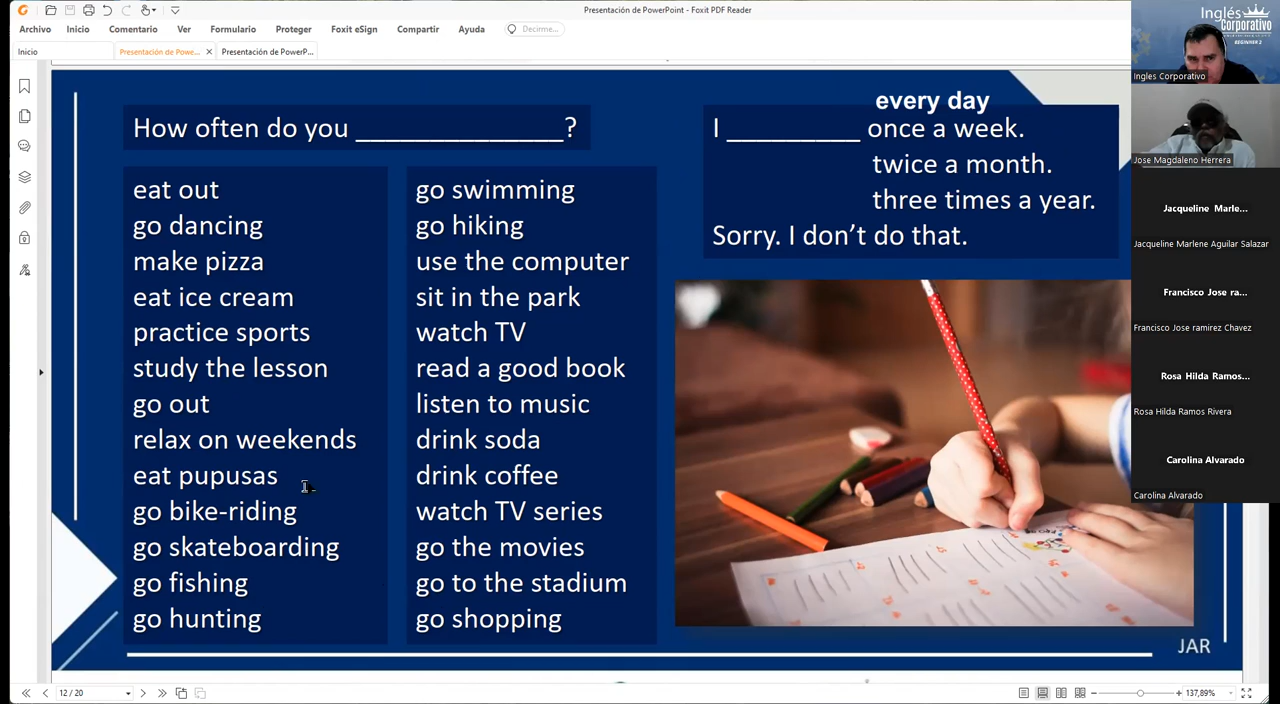 Presentación de PowerPoint - Foxit PDF Reader
Archivo Inicio Comentario Ver Formulario Proteger Foxit eSign Compartir Ayuda Decirme...
Inicio Presentación de Powe... Presentación de PowerP...
How often do you ______________?
eat out
go dancing
make pizza
eat ice cream
practice sports
study the lesson
go out
relax on weekends
eat pupusas
go bike-riding
go skateboarding
go fishing
go hunting
go swimming
go hiking
use the computer
sit in the park
watch TV
read a good book
listen to music
drink soda
drink coffee
watch TV series
go the movies
go to the stadium
go shopping
every day
I _________ once a week.
twice a month.
three times a year.
Sorry. I don't do that.
JAR
Inglés
Corporativo
BEGINNER 2
Ingles Corporativo
Jose Magdaleno Herrera
Jacqueline Marle...
Jacqueline Marlene Aguilar Salazar
Francisco Jose ra...
Francisco Jose ramirez Chavez
Rosa Hilda Ramos...
Rosa Hilda Ramos Rivera
Carolina Alvarado
Carolina Alvarado
12 / 20
137,89%